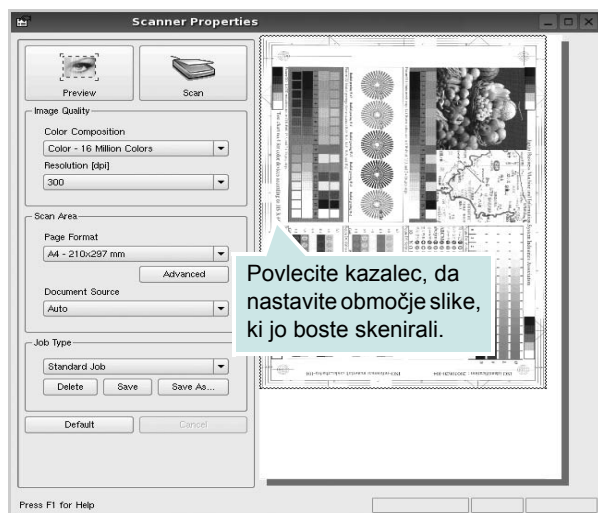 Scanner Properties
Preview
Scan
Image Quality
Color Composition
Color - 16 Million Colors
Resolution [dpi]
300
Scan Area
Page Format
A4 - 210x297 mm
Advanced
Document Source
Auto
Job Type
Standard Job
Delete
Save
Save As...
Default
Cancel
Press F1 for Help
Povlecite kazalec, da
nastavite območje slike,
ki jo boste skenirali.